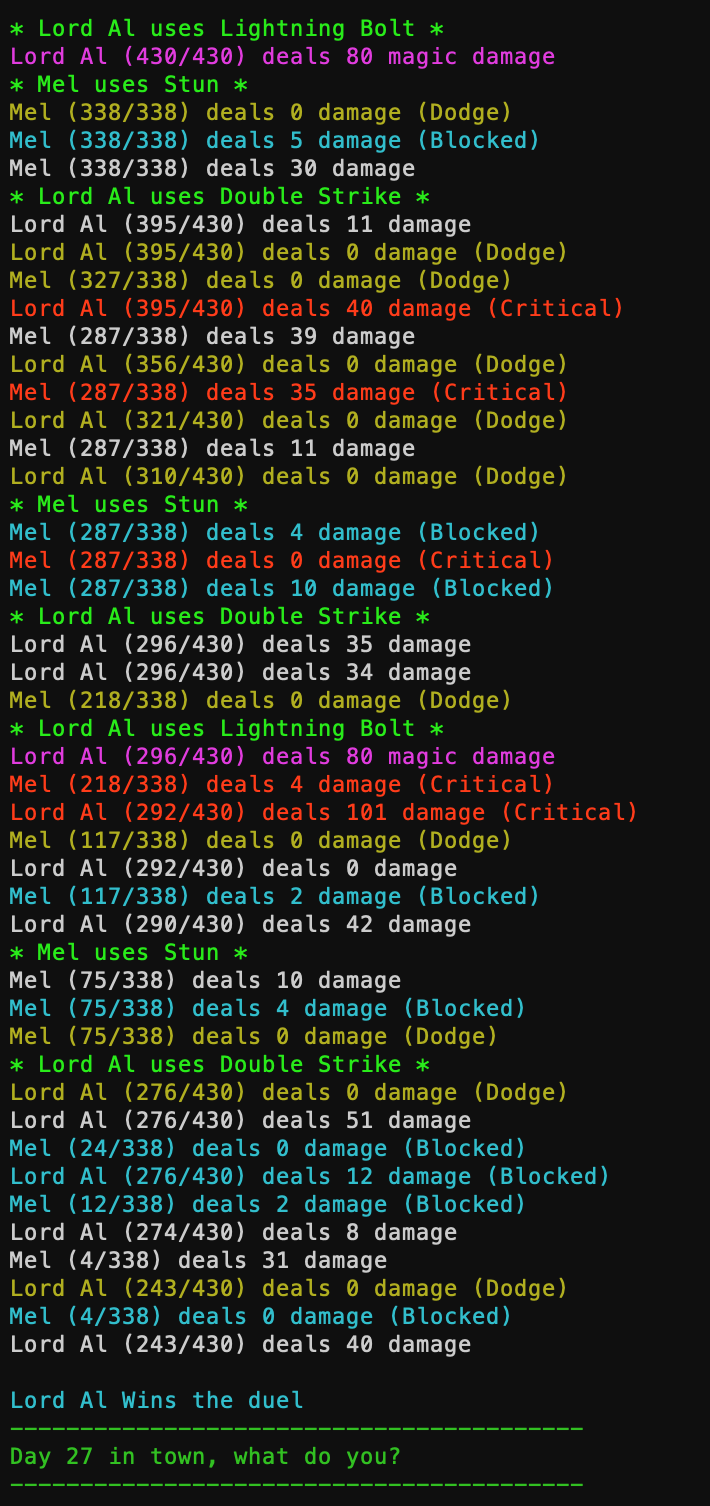 * Lord Al uses Lightning Bolt *
Lord Al (430/430) deals 80 magic damage
* Mel uses Stun *
Mel (338/338) deals 0 damage (Dodge)
Mel (338/338) deals 5 damage (Blocked)
Mel (338/338) deals 30 damage
* Lord Al uses Double Strike *
Lord Al (395/430) deals 11 damage
Lord Al (395/430) deals 0 damage (Dodge)
Mel (327/338) deals 0 damage (Dodge)
Lord Al (395/430) deals 40 damage (Critical)
Mel (287/338) deals 39 damage
Lord Al (356/430) deals 0 damage (Dodge)
Mel (287/338) deals 35 damage (Critical)
Lord Al (321/430) deals 0 damage (Dodge)
Mel (287/338) deals 11 damage
Lord Al (310/430) deals 0 damage (Dodge)
* Mel uses Stun *
Mel (287/338) deals 4 damage (Blocked)
Mel (287/338) deals 0 damage (Critical)
Mel (287/338) deals 10 damage (Blocked)
* Lord Al uses Double Strike *
Lord Al (296/430) deals 35 damage
Lord Al (296/430) deals 34 damage
Mel (218/338) deals 0 damage (Dodge)
* Lord Al uses Lightning Bolt *
Lord Al (296/430) deals 80 magic damage
Mel (218/338) deals 4 damage (Critical)
Lord Al (292/430) deals 101 damage (Critical)
Mel (117/338) deals 0 damage (Dodge)
Lord Al (292/430) deals 0 damage
Mel (117/338) deals 2 damage (Blocked)
Lord Al (290/430) deals 42 damage
* Mel uses Stun *
Mel (75/338) deals 10 damage
Mel (75/338) deals 4 damage (Blocked)
Mel (75/338) deals 0 damage (Dodge)
* Lord Al uses Double Strike *
Lord Al (276/430) deals 0 damage (Dodge)
Lord Al (276/430) deals 51 damage
Mel (24/338) deals 0 damage (Blocked)
Lord Al (276/430) deals 12 damage (Blocked)
Mel (12/338) deals 2 damage (Blocked)
Lord Al (274/430) deals 8 damage
Mel (4/338) deals 31 damage
Lord Al (243/430) deals 0 damage (Dodge)
Mel (4/338) deals 0 damage (Blocked)
Lord Al (243/430) deals 40 damage
Lord Al Wins the duel
-----------------------------------------
Day 27 in town, what do you?
-----------------------------------------